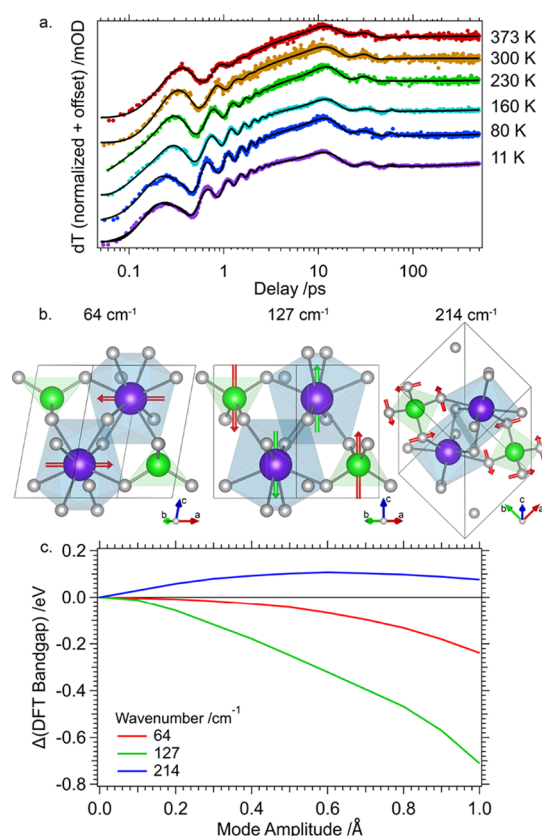 a.
dT (normalized + offset) /mOD
373 K
300 K
230 K
160 K
80 K
11 K
0.1 1 10 100
Delay /ps
b. 64 cm⁻¹ 127 cm⁻¹ 214 cm⁻¹
c c c
b a b a b a
c.
Δ(DFT Bandgap) /eV
0.2
0.0
-0.2
-0.4
-0.6
-0.8
Wavenumber /cm⁻¹
64
127
214
0.0 0.2 0.4 0.6 0.8 1.0
Mode Amplitude /Å